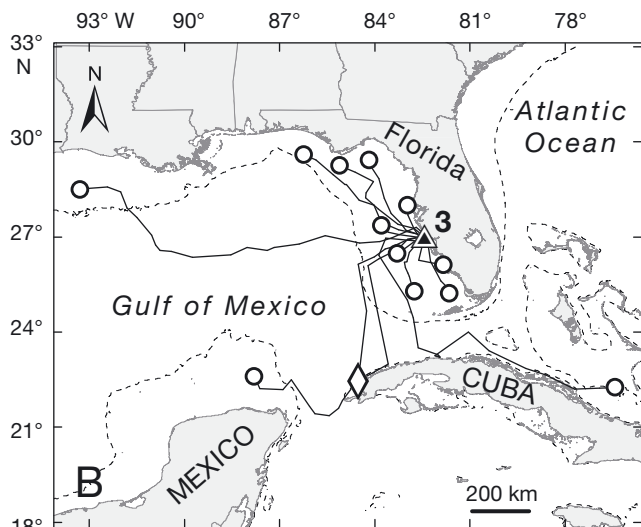 93° W 90° 87° 84° 81° 78°
33°
N
N
Atlantic
Ocean
30°
Florida
3
27°
Gulf of Mexico
24°
CUBA
21°
MEXICO
B
200 km
18°